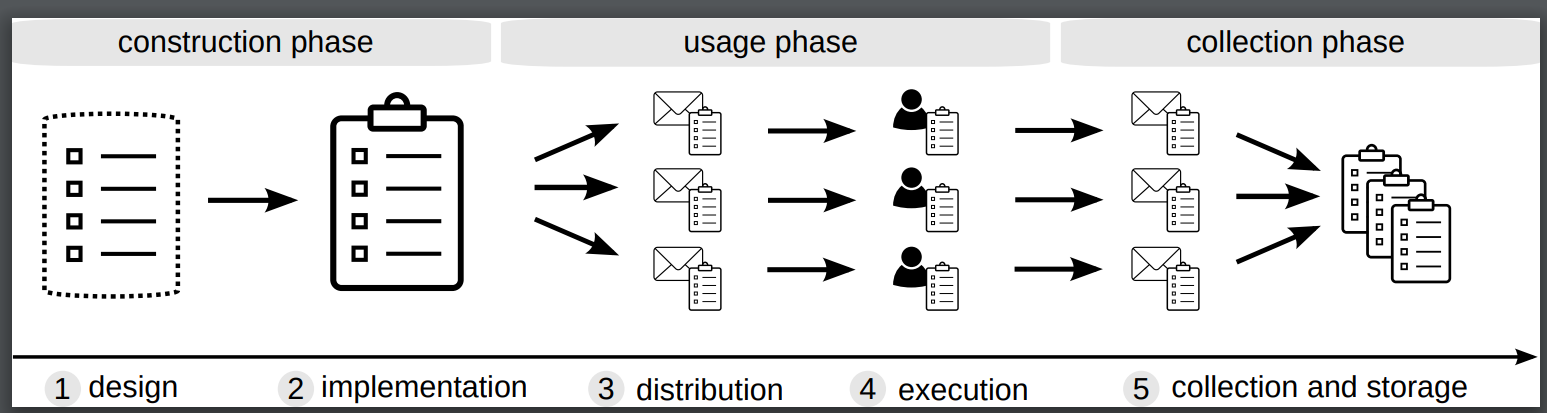 construction phase
usage phase
collection phase
1 design
2 implementation
3 distribution
4 execution
5 collection and storage